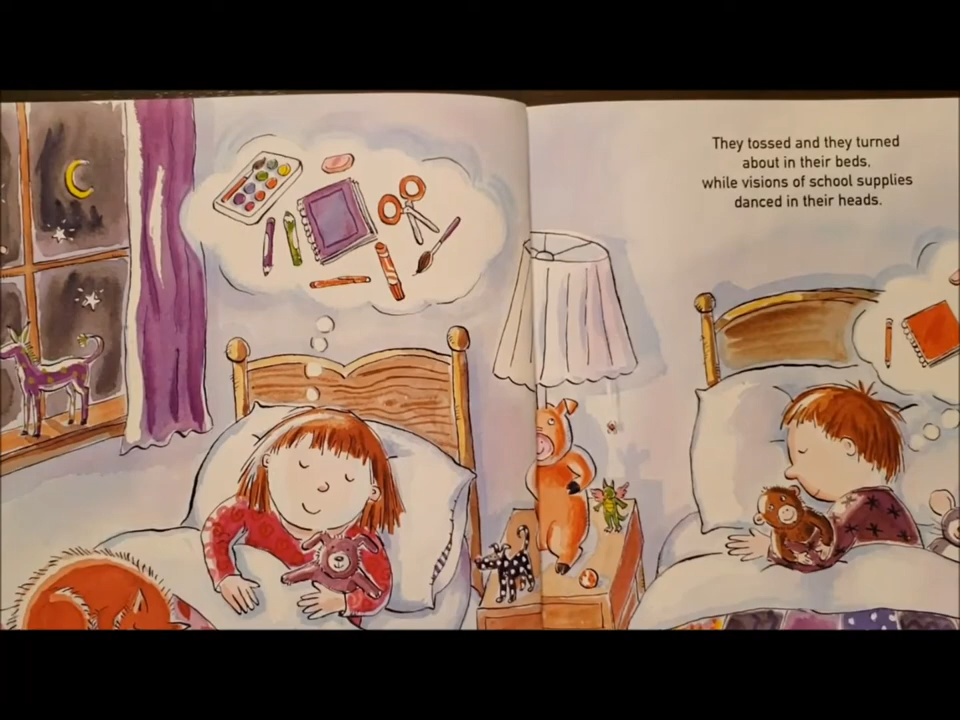 They tossed and they turned
about in their beds,
while visions of school supplies
danced in their heads.